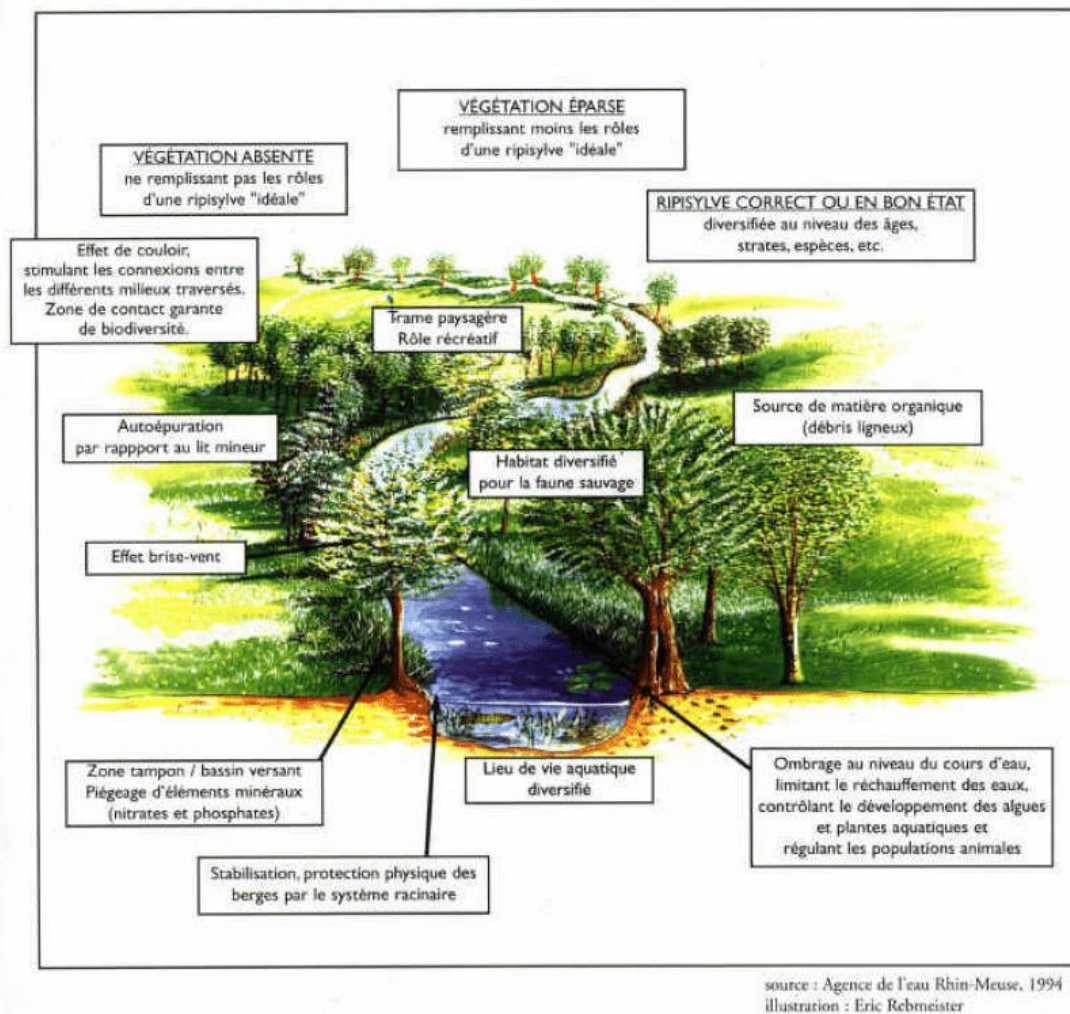 VÉGÉTATION ÉPARSE
remplissant moins les rôles
d'une ripisylve "idéale"
VÉGÉTATION ABSENTE
ne remplissant pas les rôles
d'une ripisylve "idéale"
RIPISYLVE CORRECT OU EN BON ÉTAT
diversifiée au niveau des âges,
strates, espèces, etc.
Effet de couloir,
stimulant les connexions entre
les différents milieux traversés.
Zone de contact garante
de biodiversité.
Trame paysagère
Rôle récréatif
Source de matière organique
(débris ligneux)
Autoépuration
par rappport au lit mineur
Habitat diversifié
pour la faune sauvage
Effet brise-vent
Zone tampon / bassin versant
Piégeage d'éléments minéraux
(nitrates et phosphates)
Lieu de vie aquatique
diversifié
Ombrage au niveau du cours d'eau,
limitant le réchauffement des eaux,
contrôlant le développement des algues
et plantes aquatiques et
régulant les populations animales
Stabilisation, protection physique des
berges par le système racinaire
source : Agence de l'eau Rhin-Meuse, 1994
illustration : Eric Rebmeister